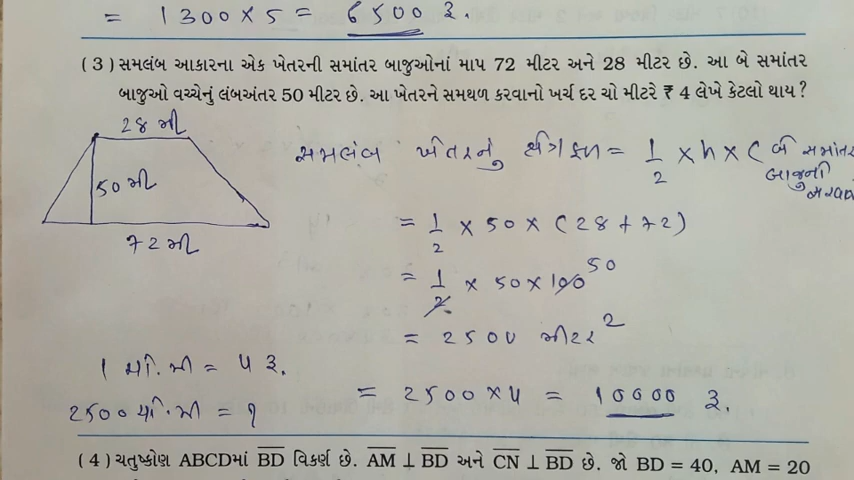 = 1300 × 5 = 6500 રૂ.
(3) સમલંબ આકારના એક ખેતરની સમાંતર બાજુઓનાં માપ 72 મીટર અને 28 મીટર છે. આ બે સમાંતર
બાજુઓ વચ્ચેનું લંબઅંતર 50 મીટર છે. આ ખેતરને સમથળ કરવાનો ખર્ચ દર ચો મીટરે ₹ 4 લેખે કેટલો થાય ?
28 મી
50 મી
72 મી
સમલંબ ખેતરનું ક્ષેત્રફળ = 1/2 × h × ( બે સમાંતર
બાજુની
= 1/2 × 50 × (28 + 72)
= 1/2 × 50 × 100 50
= 2500 મીટર²
1 ચો.મી = ૪ રૂ.
2500 ચો.મી = ?
= 2500 × ૪ = 10000 રૂ.
(4) ચતુષ્કોણ ABCDમાં BD વિકર્ણ છે. AM ⊥ BD અને CN ⊥ BD છે. જો BD = 40, AM = 20